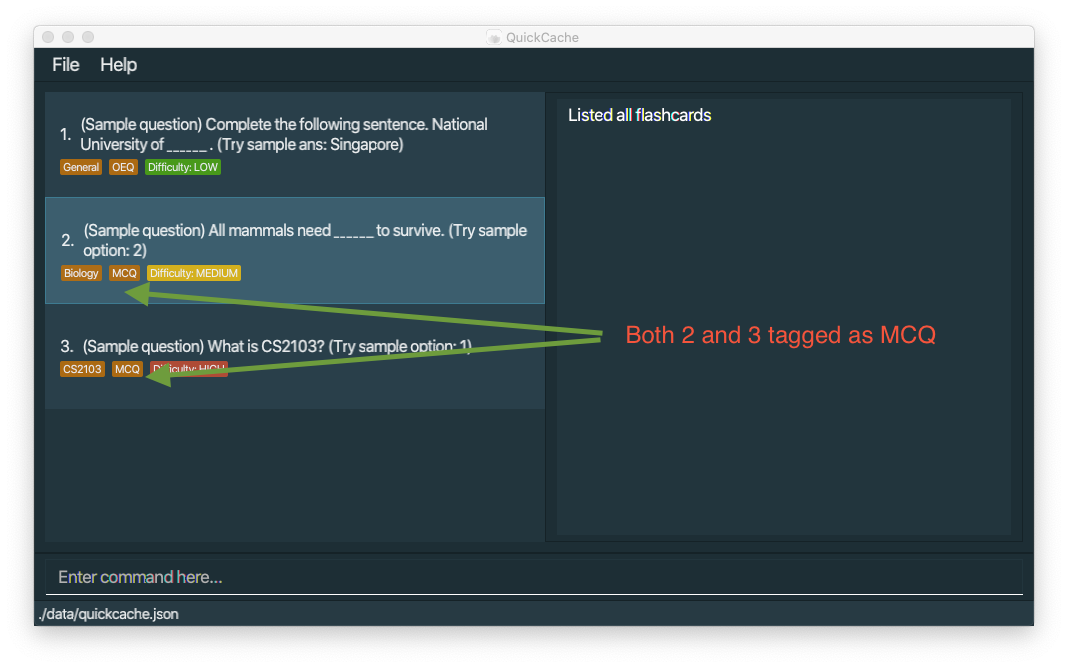 QuickCache
File Help
1. (Sample question) Complete the following sentence. National
University of ______ . (Try sample ans: Singapore)
General OEQ Difficulty: LOW
2. (Sample question) All mammals need ______ to survive. (Try sample
option: 2)
Biology MCQ Difficulty: MEDIUM
3. (Sample question) What is CS2103? (Try sample option: 1)
CS2103 MCQ Difficulty: HIGH
Listed all flashcards
Both 2 and 3 tagged as MCQ
Enter command here...
./data/quickcache.json